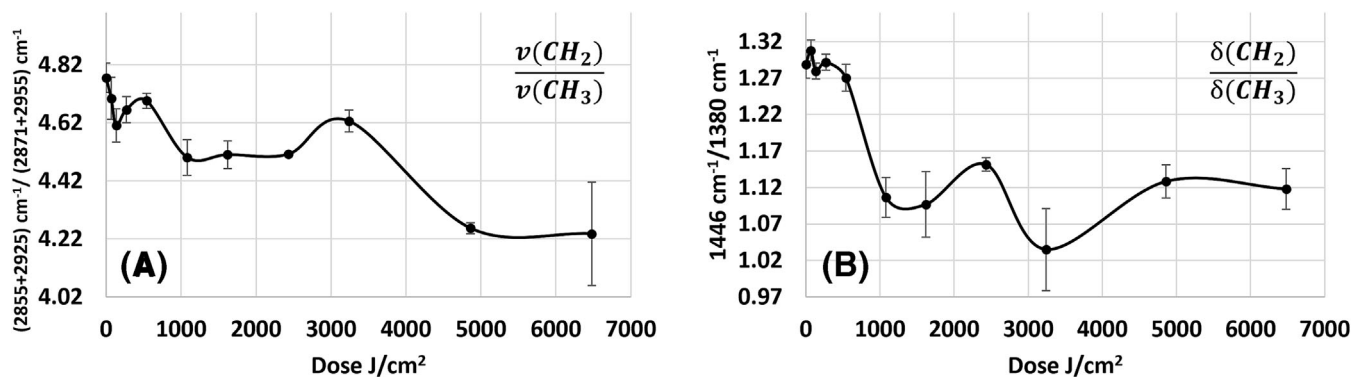 (2855+2925) cm-1/ (2871+2955) cm-1
4.82
4.62
4.42
4.22
4.02
ν(CH2)
ν(CH3)
(A)
0 1000 2000 3000 4000 5000 6000 7000
Dose J/cm2
1446 cm-1/1380 cm-1
1.32
1.27
1.22
1.17
1.12
1.07
1.02
0.97
δ(CH2)
δ(CH3)
(B)
0 1000 2000 3000 4000 5000 6000 7000
Dose J/cm2